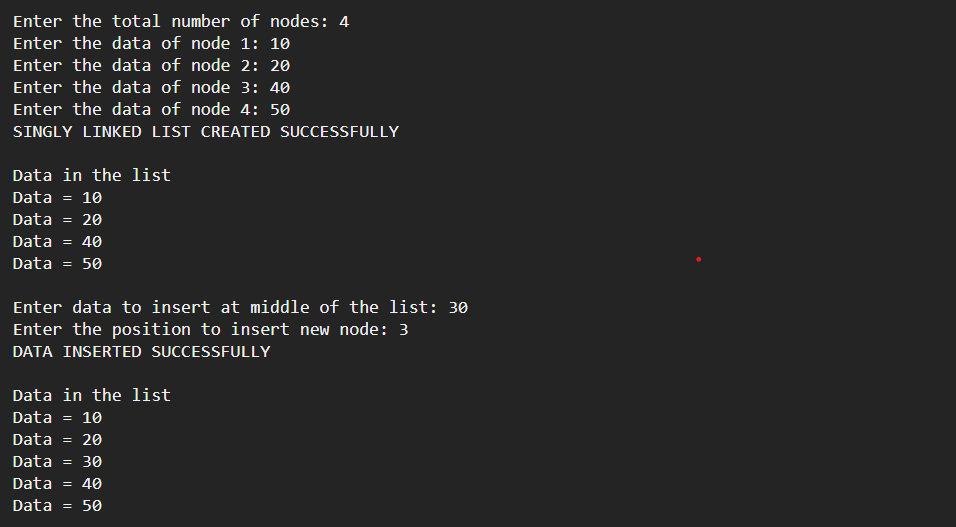 Enter the total number of nodes: 4
Enter the data of node 1: 10
Enter the data of node 2: 20
Enter the data of node 3: 40
Enter the data of node 4: 50
SINGLY LINKED LIST CREATED SUCCESSFULLY

Data in the list
Data = 10
Data = 20
Data = 40
Data = 50

Enter data to insert at middle of the list: 30
Enter the position to insert new node: 3
DATA INSERTED SUCCESSFULLY

Data in the list
Data = 10
Data = 20
Data = 30
Data = 40
Data = 50